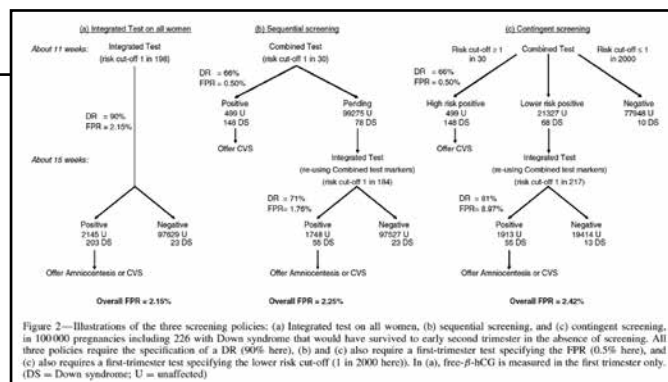 (a) Integrated Test on all women
(b) Sequential screening
(c) Contingent screening
About 11 weeks:
Integrated Test
(risk cut-off 1 in 198)
DR = 90%
FPR = 2.15%
About 15 weeks:
Positive
2145 U
203 DS
Negative
97629 U
23 DS
Offer Amniocentesis or CVS
Overall FPR = 2.15%
Combined Test
(risk cut-off 1 in 30)
DR = 66%
FPR = 0.50%
Positive
499 U
148 DS
Offer CVS
Pending
99275 U
78 DS
Integrated Test
(re-using Combined test markers)
(risk cut-off 1 in 184)
DR = 71%
FPR = 1.76%
Positive
1748 U
55 DS
Negative
97527 U
23 DS
Offer Amniocentesis or CVS
Overall FPR = 2.25%
Risk cut-off ≥ 1
in 30
Combined Test
Risk cut-off ≤ 1
in 2000
DR = 66%
FPR = 0.50%
High risk positive
499 U
148 DS
Offer CVS
Lower risk positive
21327 U
68 DS
Negative
77948 U
10 DS
Integrated Test
(re-using Combined test markers)
(risk cut-off 1 in 217)
DR = 81%
FPR = 8.97%
Positive
1913 U
55 DS
Negative
19414 U
13 DS
Offer Amniocentesis or CVS
Overall FPR = 2.42%
Figure 2—Illustrations of the three screening policies: (a) Integrated test on all women, (b) sequential screening, and (c) contingent screening,
in 100 000 pregnancies including 226 with Down syndrome that would have survived to early second trimester in the absence of screening. All
three policies require the specification of a DR (90% here), (b) and (c) also require a first-trimester test specifying the FPR (0.5% here), and
(c) also requires a first-trimester test specifying the lower risk cut-off (1 in 2000 here)). In (a), free-β-hCG is measured in the first trimester only.
(DS = Down syndrome; U = unaffected)